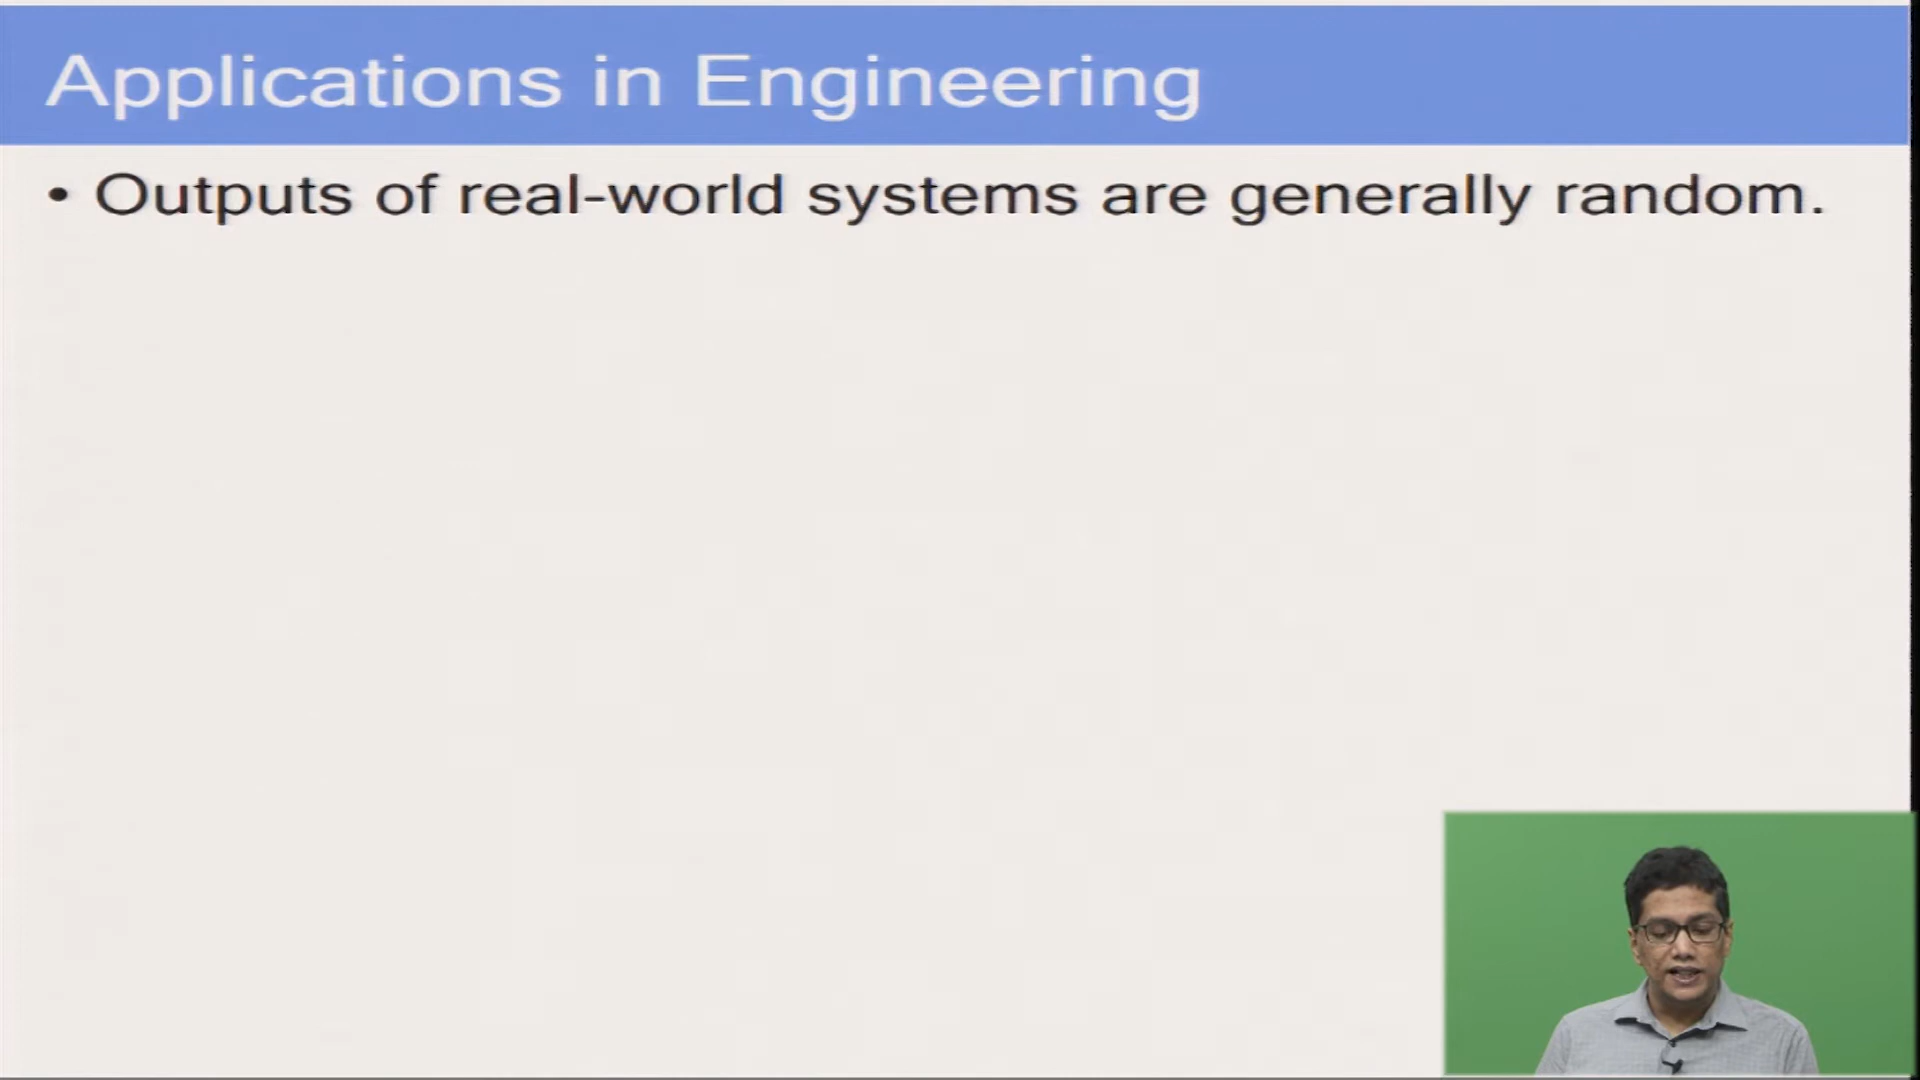 Applications in Engineering
• Outputs of real-world systems are generally random.